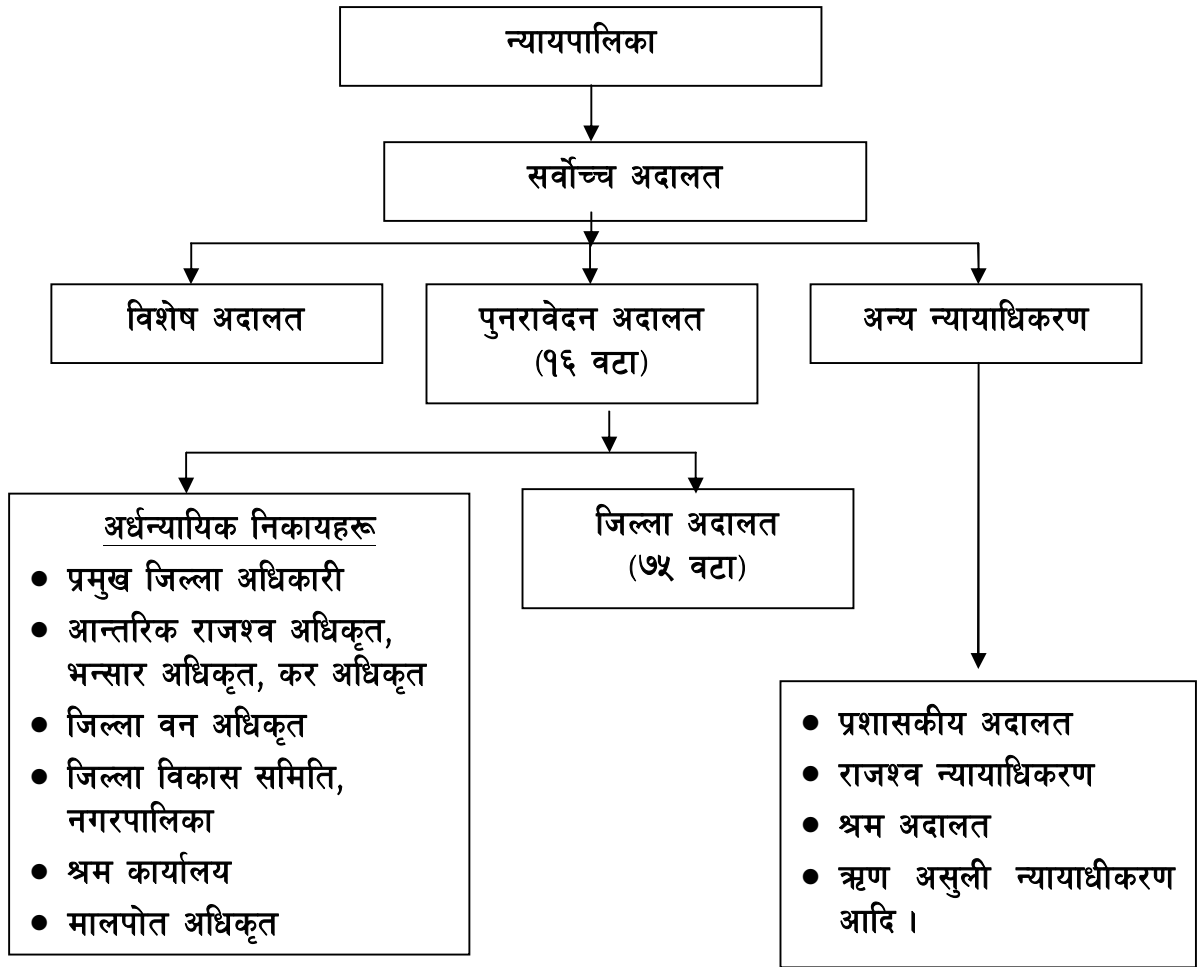 न्यायपालिका
सर्वोच्च अदालत
विशेष अदालत
पुनरावेदन अदालत
(१६ वटा)
अन्य न्यायाधिकरण
अर्धन्यायिक निकायहरू
● प्रमुख जिल्ला अधिकारी
● आन्तरिक राजश्व अधिकृत,
भन्सार अधिकृत, कर अधिकृत
● जिल्ला वन अधिकृत
● जिल्ला विकास समिति,
नगरपालिका
● श्रम कार्यालय
● मालपोत अधिकृत
जिल्ला अदालत
(७५ वटा)
● प्रशासकीय अदालत
● राजश्व न्यायाधिकरण
● श्रम अदालत
● ऋण असुली न्यायाधीकरण
आदि ।